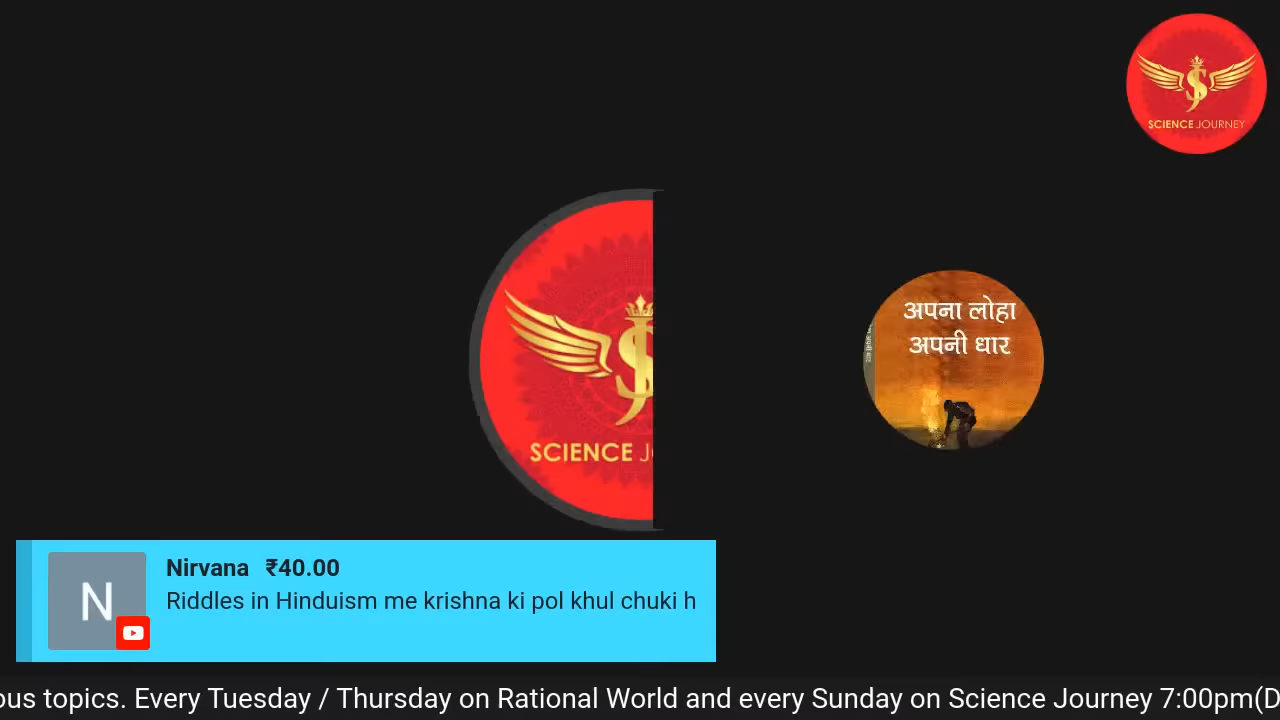 SCIENCE JOURNEY
SCIENCE J
अपना लोहा
अपनी धार
N
Nirvana ₹40.00
Riddles in Hinduism me krishna ki pol khul chuki h
ous topics. Every Tuesday / Thursday on Rational World and every Sunday on Science Journey 7:00pm(D